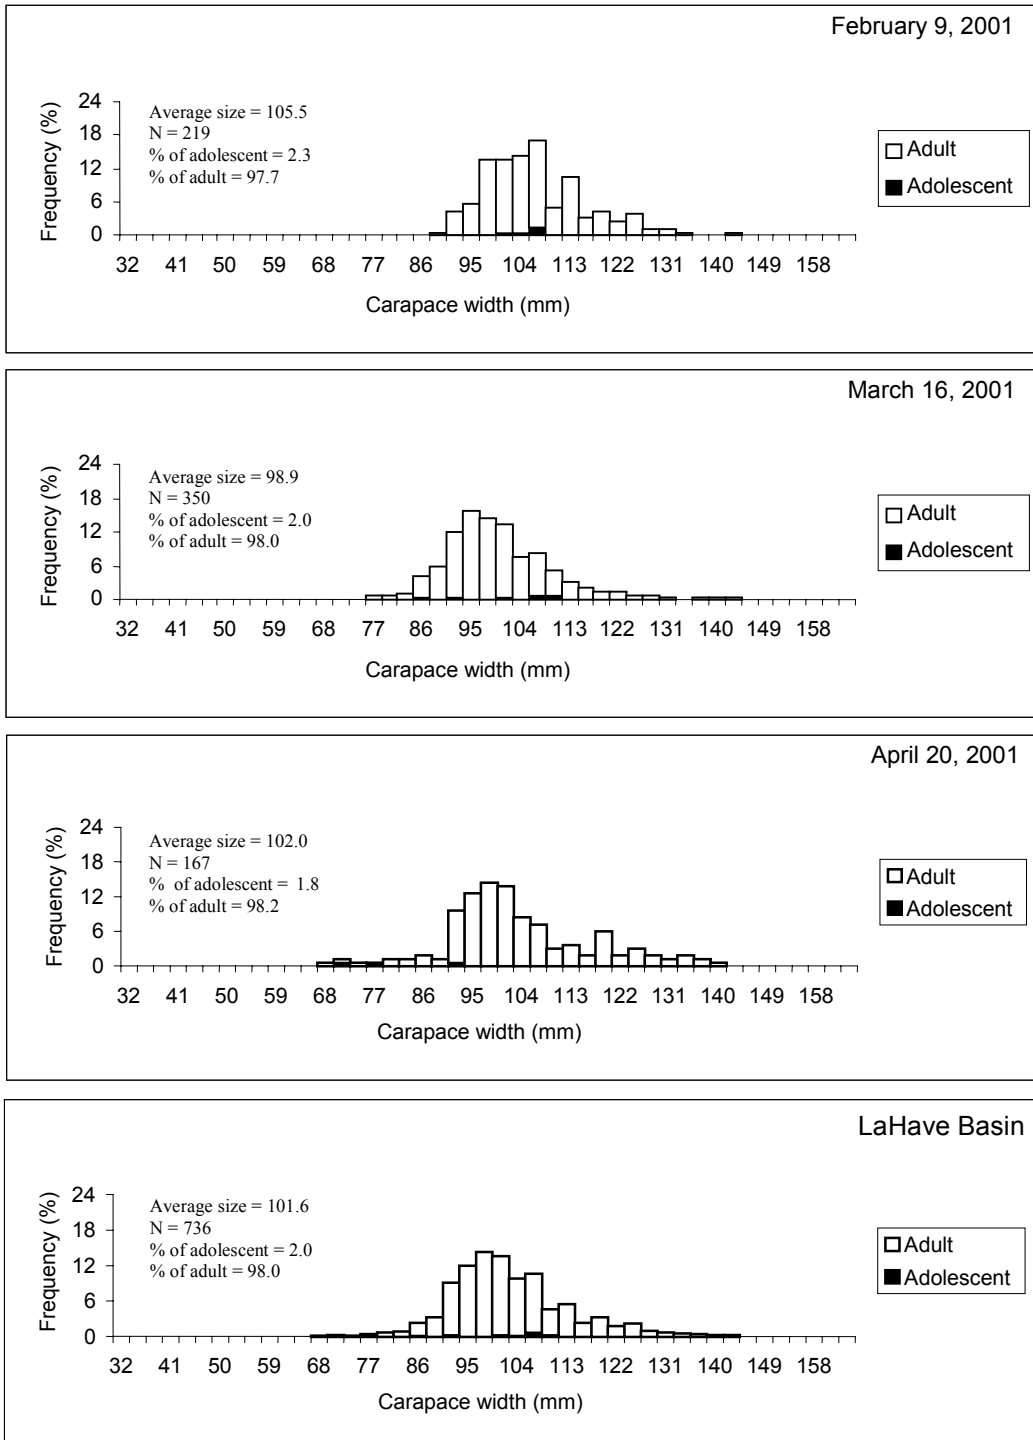 February 9, 2001
Frequency (%)
24
18
12
6
0
Average size = 105.5
N = 219
% of adolescent = 2.3
% of adult = 97.7
Adult
Adolescent
32 41 50 59 68 77 86 95 104 113 122 131 140 149 158
Carapace width (mm)
March 16, 2001
Frequency (%)
24
18
12
6
0
Average size = 98.9
N = 350
% of adolescent = 2.0
% of adult = 98.0
Adult
Adolescent
32 41 50 59 68 77 86 95 104 113 122 131 140 149 158
Carapace width (mm)
April 20, 2001
Frequency (%)
24
18
12
6
0
Average size = 102.0
N = 167
% of adolescent = 1.8
% of adult = 98.2
Adult
Adolescent
32 41 50 59 68 77 86 95 104 113 122 131 140 149 158
Carapace width (mm)
LaHave Basin
Frequency (%)
24
18
12
6
0
Average size = 101.6
N = 736
% of adolescent = 2.0
% of adult = 98.0
Adult
Adolescent
32 41 50 59 68 77 86 95 104 113 122 131 140 149 158
Carapace width (mm)